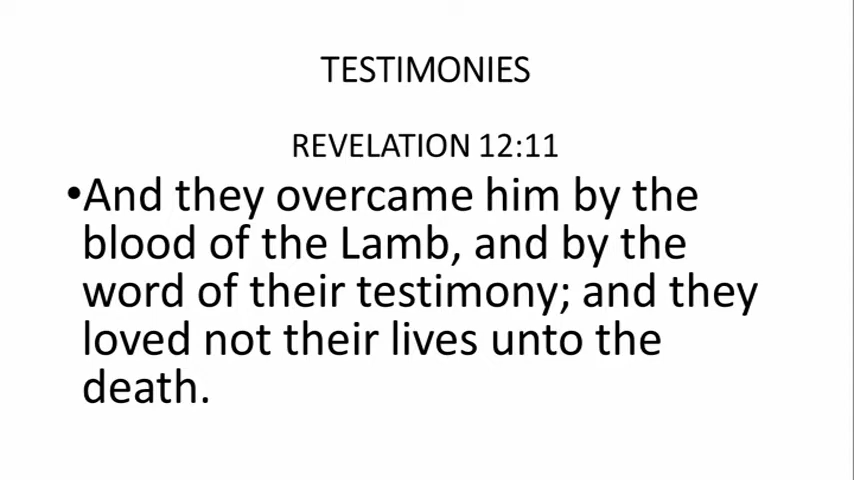 TESTIMONIES
REVELATION 12:11
•And they overcame him by the
blood of the Lamb, and by the
word of their testimony; and they
loved not their lives unto the
death.